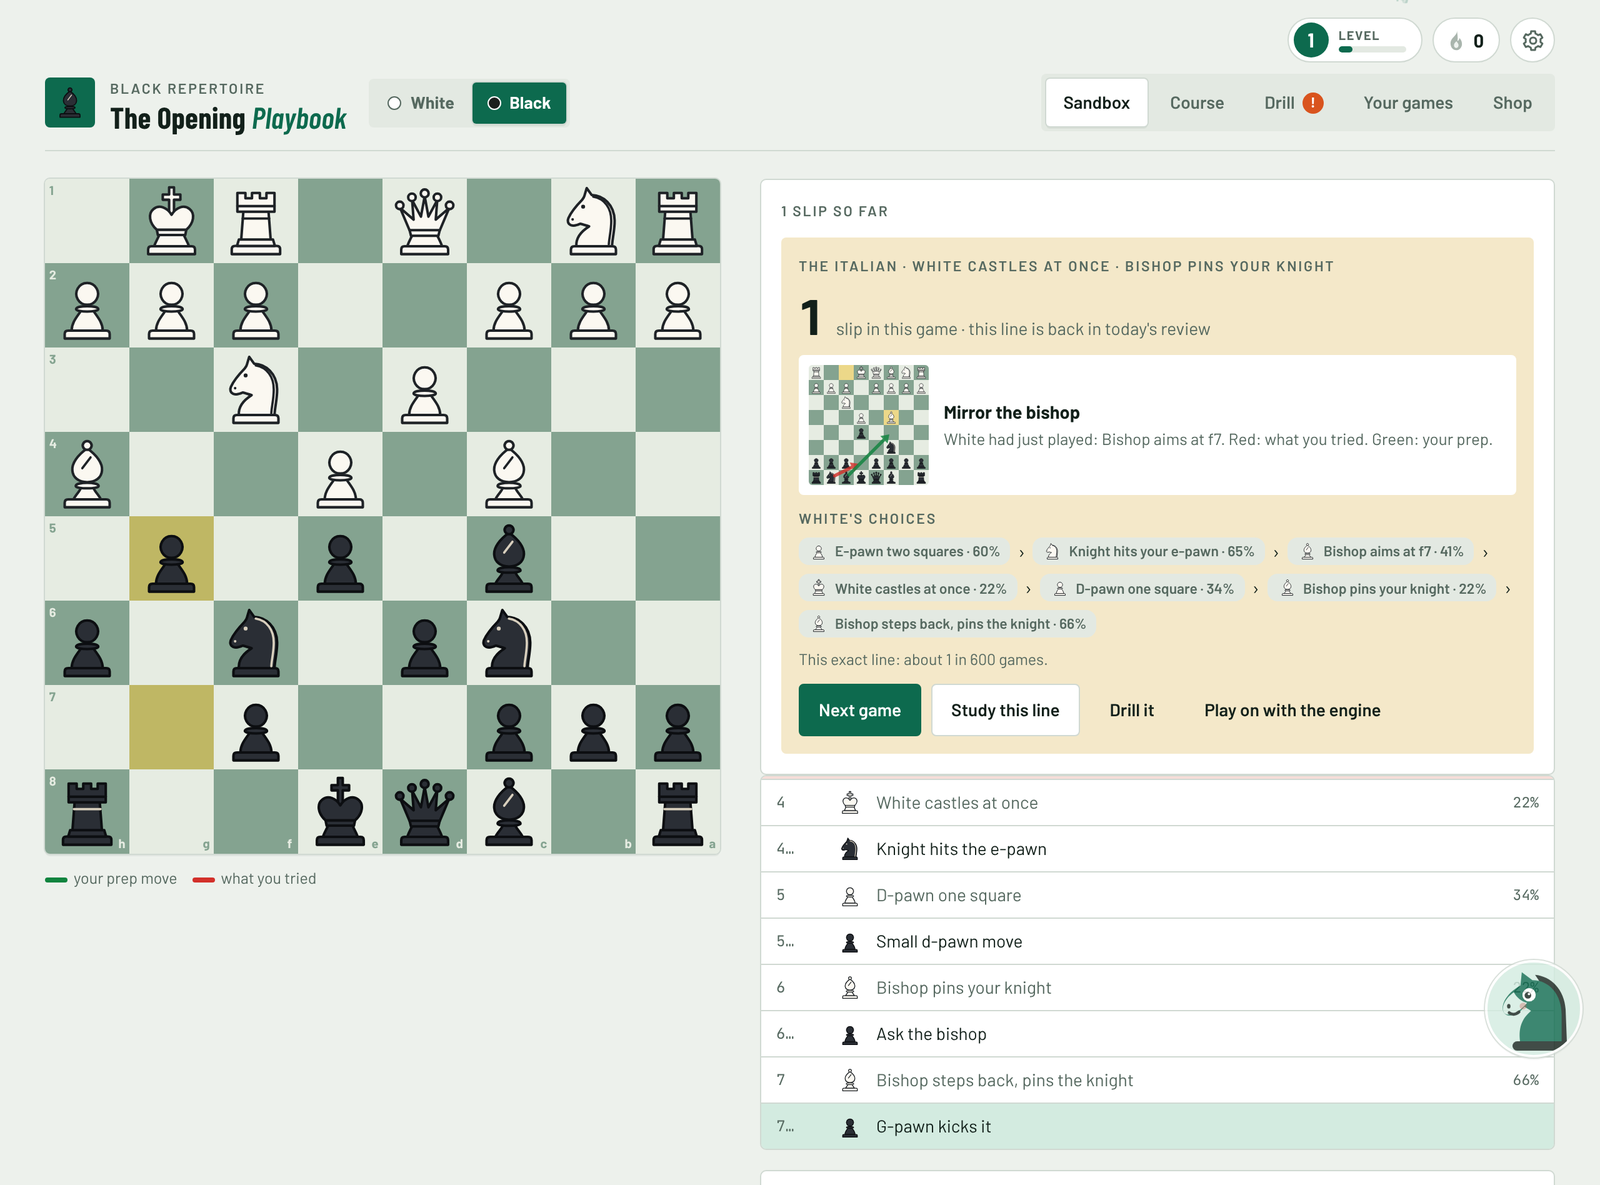 1
LEVEL
0
BLACK REPERTOIRE
The Opening Playbook
White
Black
Sandbox
Course
Drill !
Your games
Shop
1
2
3
4
5
6
7
8
h
g
f
e
d
c
b
a
your prep move
what you tried
1 SLIP SO FAR
THE ITALIAN · WHITE CASTLES AT ONCE · BISHOP PINS YOUR KNIGHT
1 slip in this game · this line is back in today's review
Mirror the bishop
White had just played: Bishop aims at f7. Red: what you tried. Green: your prep.
WHITE'S CHOICES
E-pawn two squares · 60% › Knight hits your e-pawn · 65% › Bishop aims at f7 · 41% ›
White castles at once · 22% › D-pawn one square · 34% › Bishop pins your knight · 22% ›
Bishop steps back, pins the knight · 66%
This exact line: about 1 in 600 games.
Next game
Study this line
Drill it
Play on with the engine
4 White castles at once 22%
4... Knight hits the e-pawn
5 D-pawn one square 34%
5... Small d-pawn move
6 Bishop pins your knight
6... Ask the bishop
7 Bishop steps back, pins the knight 66%
7... G-pawn kicks it